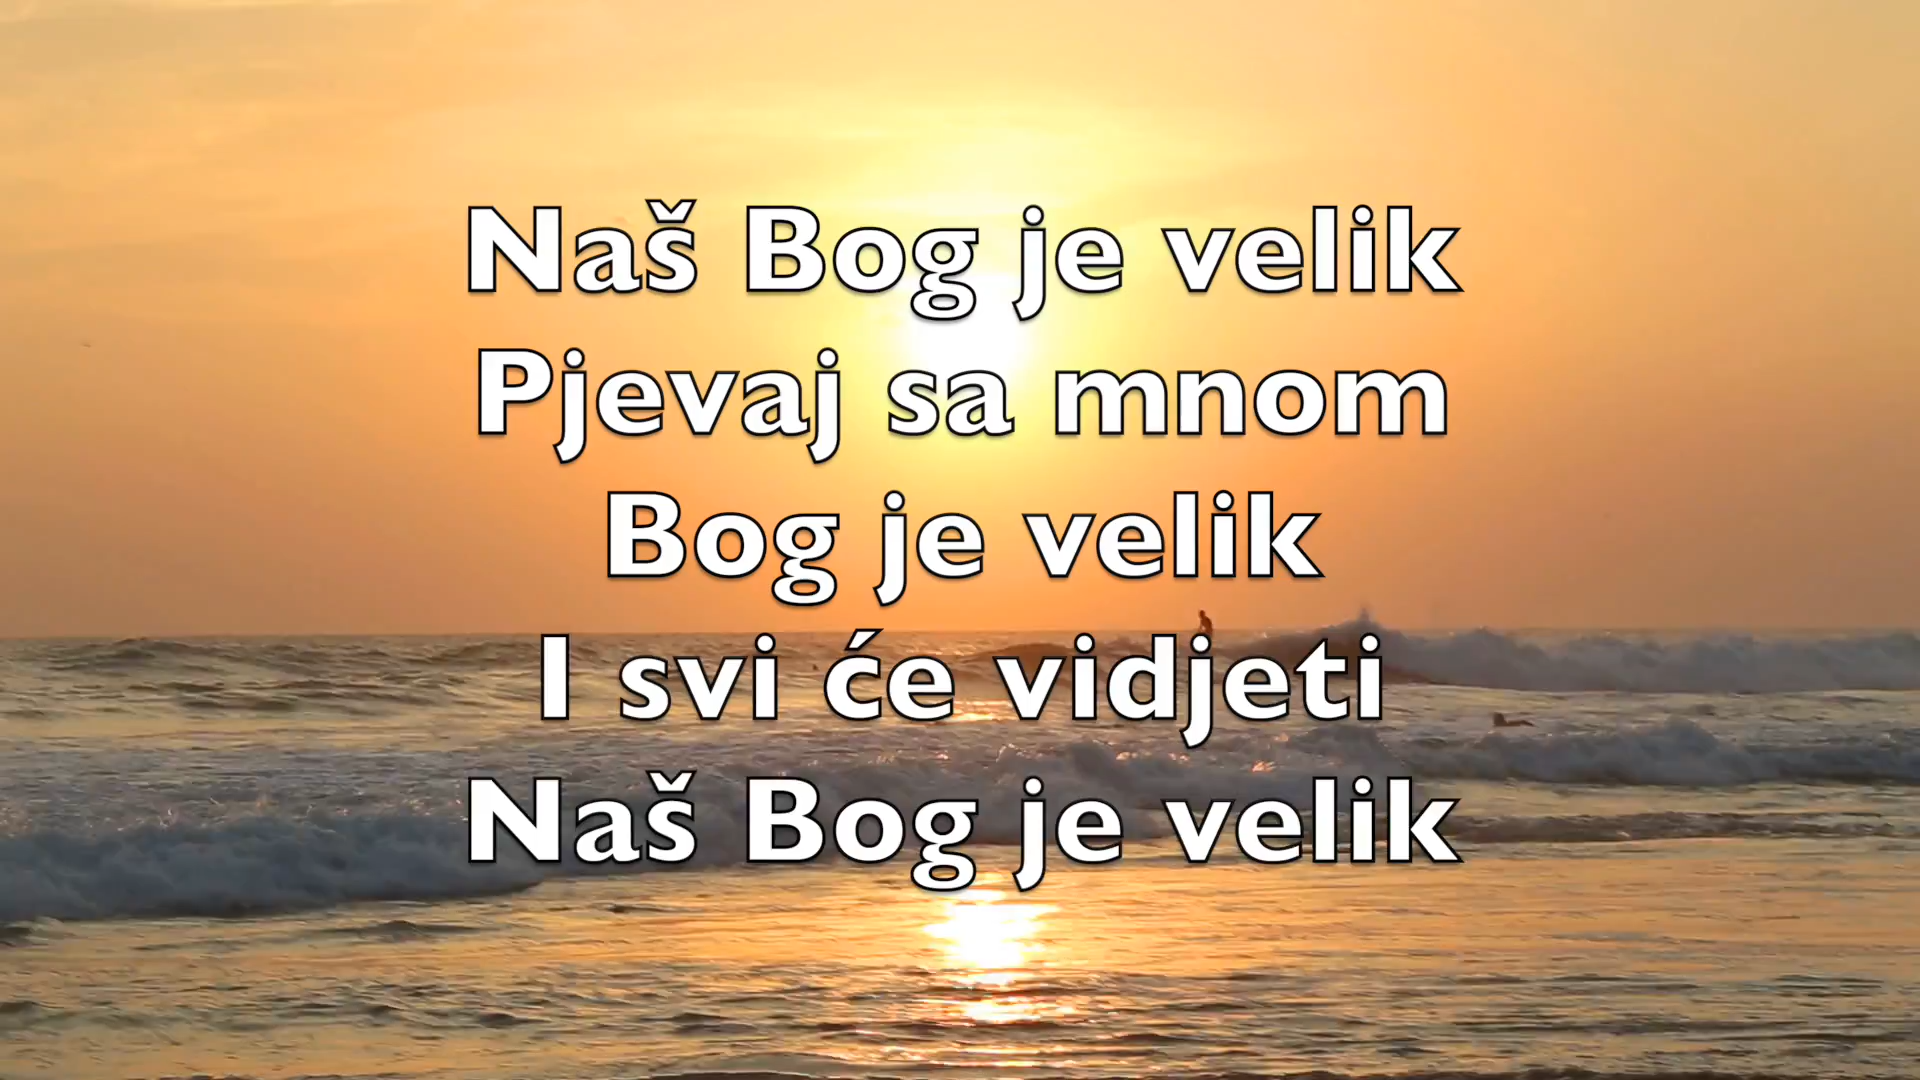 Naš Bog je velik
Pjevaj sa mnom
Bog je velik
I svi će vidjeti
Naš Bog je velik